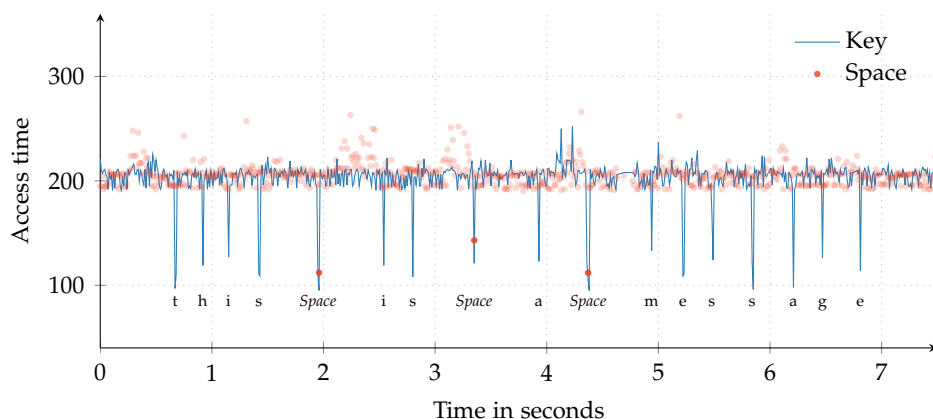 Key
Space
300
200
100
Access time
t h i s Space i s Space a Space m e s s a g e
0 1 2 3 4 5 6 7
Time in seconds